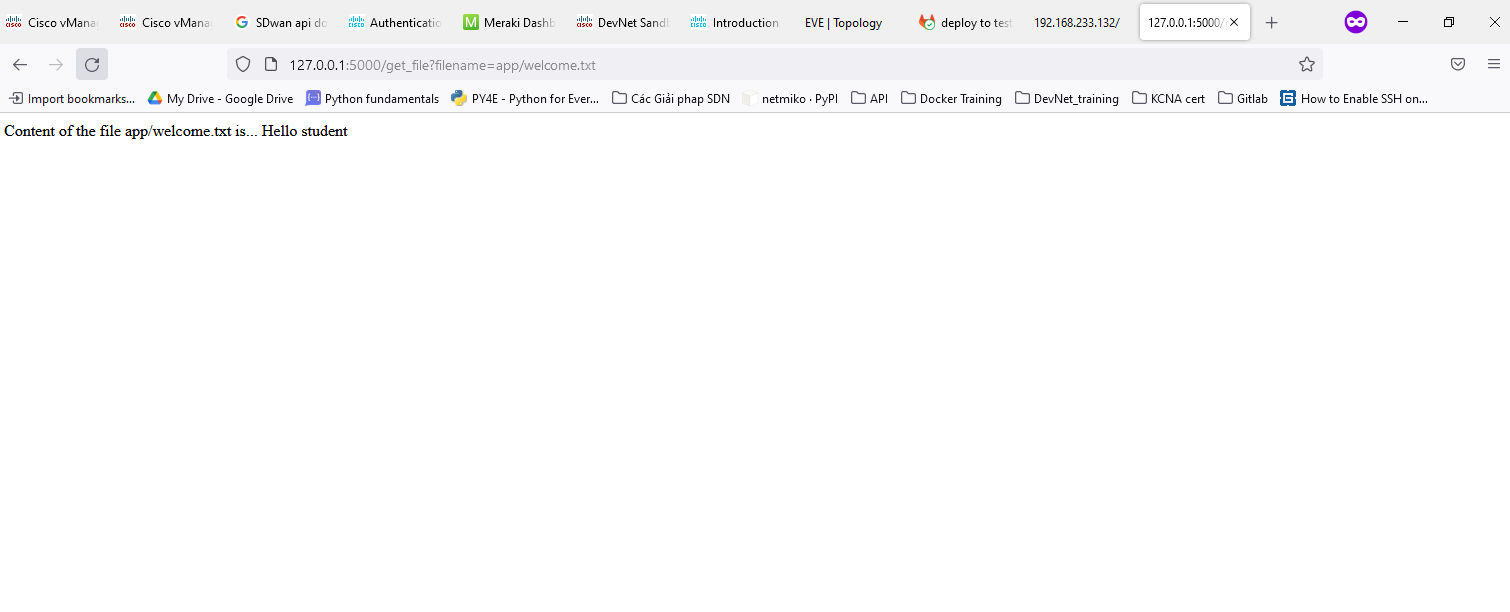 Cisco vMana
Cisco vMana
SDwan api do
Authenticatio
Meraki Dashb
DevNet Sandl
Introduction
EVE | Topology
deploy to test
192.168.233.132/
127.0.0.1:5000/
127.0.0.1:5000/get_file?filename=app/welcome.txt
Import bookmarks...
My Drive - Google Drive
Python fundamentals
PY4E - Python for Ever...
Các Giải phap SDN
netmiko · PyPI
API
Docker Training
DevNet_training
KCNA cert
Gitlab
How to Enable SSH on...
Content of the file app/welcome.txt is... Hello student